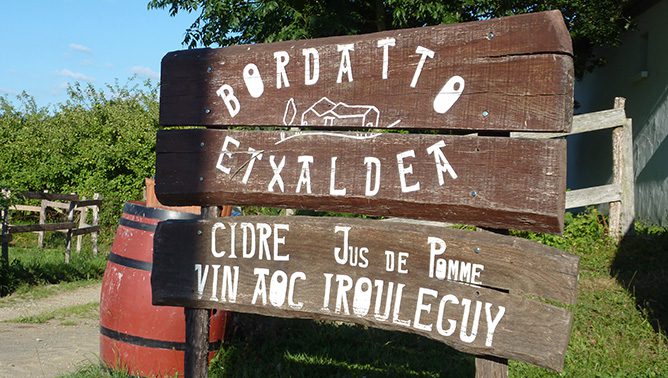 BORDATTO
ETXALDEA
CIDRE JUS DE POMME
VIN AOC IROULEGUY